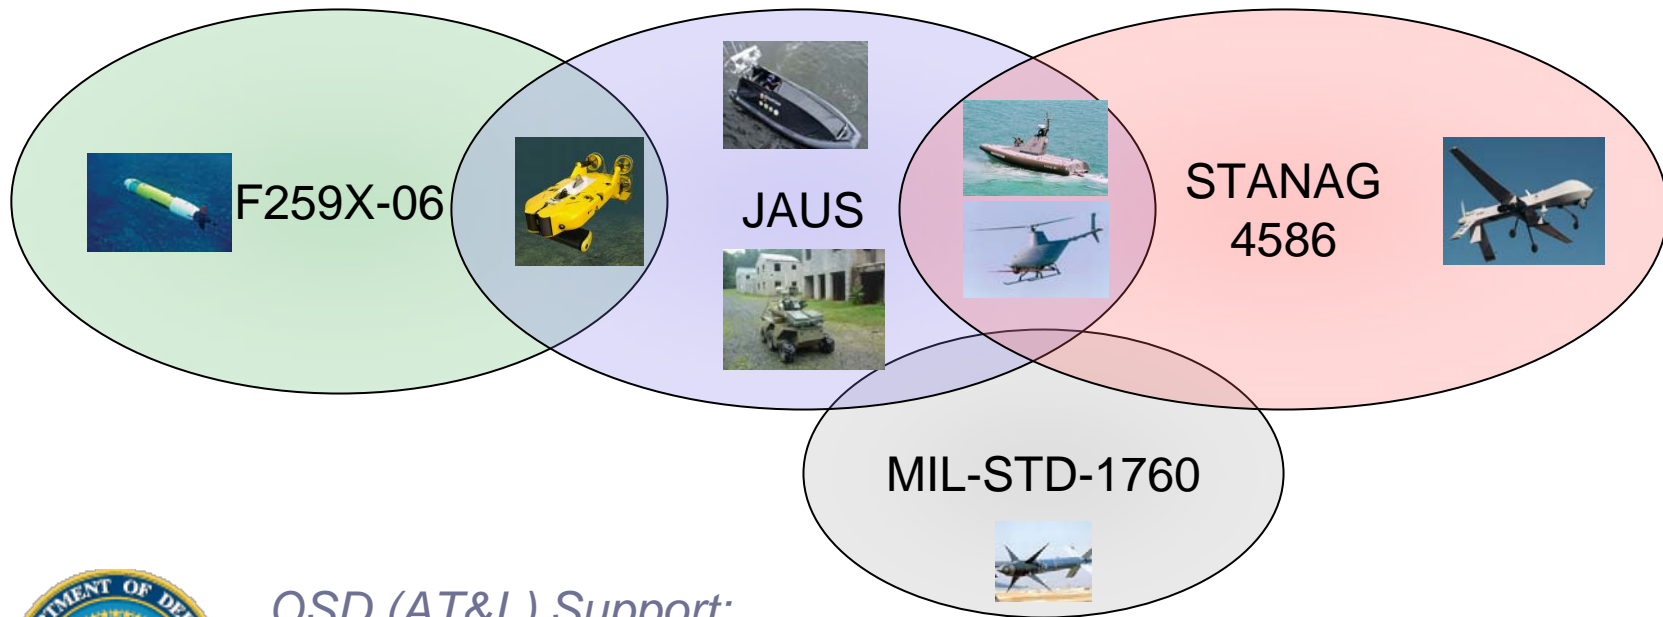 F259X-06
JAUS
STANAG
4586
MIL-STD-1760
OSD (AT&L) Support: